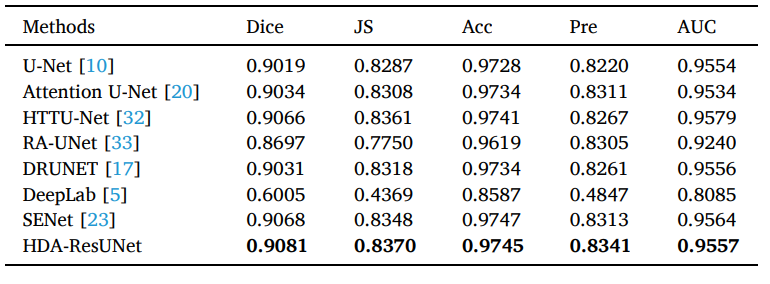 Methods Dice JS Acc Pre AUC
U-Net [10] 0.9019 0.8287 0.9728 0.8220 0.9554
Attention U-Net [20] 0.9034 0.8308 0.9734 0.8311 0.9534
HTTU-Net [32] 0.9066 0.8361 0.9741 0.8267 0.9579
RA-UNet [33] 0.8697 0.7750 0.9619 0.8305 0.9240
DRUNET [17] 0.9031 0.8318 0.9734 0.8261 0.9556
DeepLab [5] 0.6005 0.4369 0.8587 0.4847 0.8085
SENet [23] 0.9068 0.8348 0.9747 0.8313 0.9564
HDA-ResUNet 0.9081 0.8370 0.9745 0.8341 0.9557